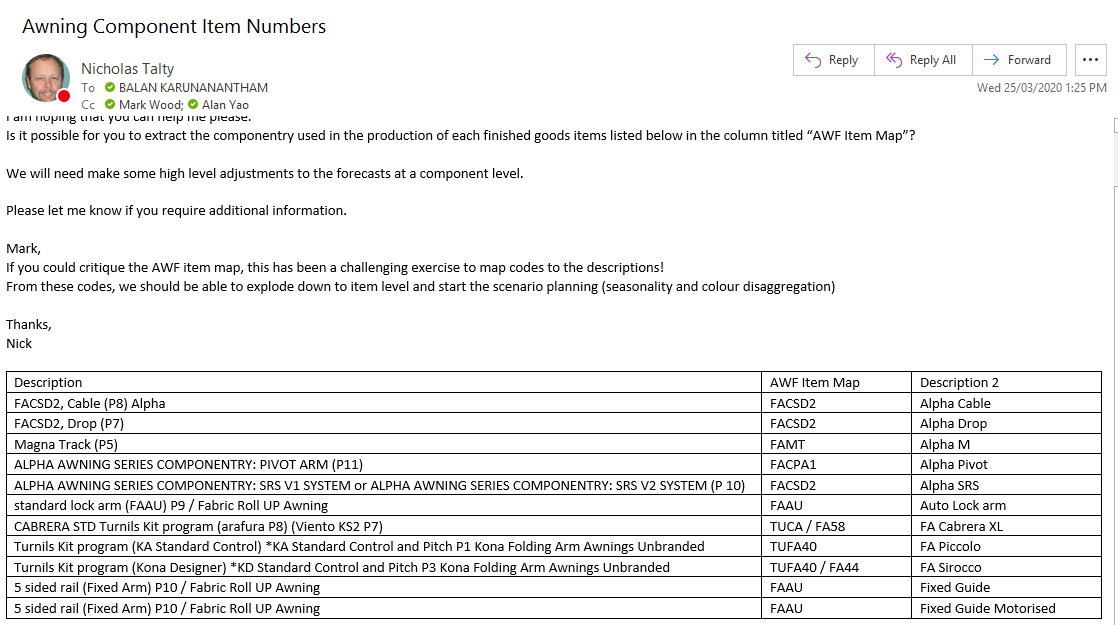 Awning Component Item Numbers
Nicholas Talty
To BALAN KARUNANANTHAM
Cc Mark Wood; Alan Yao
Reply Reply All Forward ...
Wed 25/03/2020 1:25 PM
I am hoping that you can help me please.
Is it possible for you to extract the componentry used in the production of each finished goods items listed below in the column titled “AWF Item Map”?
We will need make some high level adjustments to the forecasts at a component level.
Please let me know if you require additional information.
Mark,
If you could critique the AWF item map, this has been a challenging exercise to map codes to the descriptions!
From these codes, we should be able to explode down to item level and start the scenario planning (seasonality and colour disaggregation)
Thanks,
Nick
Description AWF Item Map Description 2
FACSD2, Cable (P8) Alpha FACSD2 Alpha Cable
FACSD2, Drop (P7) FACSD2 Alpha Drop
Magna Track (P5) FAMT Alpha M
ALPHA AWNING SERIES COMPONENTRY: PIVOT ARM (P11) FACPA1 Alpha Pivot
ALPHA AWNING SERIES COMPONENTRY: SRS V1 SYSTEM or ALPHA AWNING SERIES COMPONENTRY: SRS V2 SYSTEM (P 10) FACSD2 Alpha SRS
standard lock arm (FAAU) P9 / Fabric Roll UP Awning FAAU Auto Lock arm
CABRERA STD Turnils Kit program (arafura P8) (Viento KS2 P7) TUCA / FA58 FA Cabrera XL
Turnils Kit program (KA Standard Control) *KA Standard Control and Pitch P1 Kona Folding Arm Awnings Unbranded TUFA40 FA Piccolo
Turnils Kit program (Kona Designer) *KD Standard Control and Pitch P3 Kona Folding Arm Awnings Unbranded TUFA40 / FA44 FA Sirocco
5 sided rail (Fixed Arm) P10 / Fabric Roll UP Awning FAAU Fixed Guide
5 sided rail (Fixed Arm) P10 / Fabric Roll UP Awning FAAU Fixed Guide Motorised